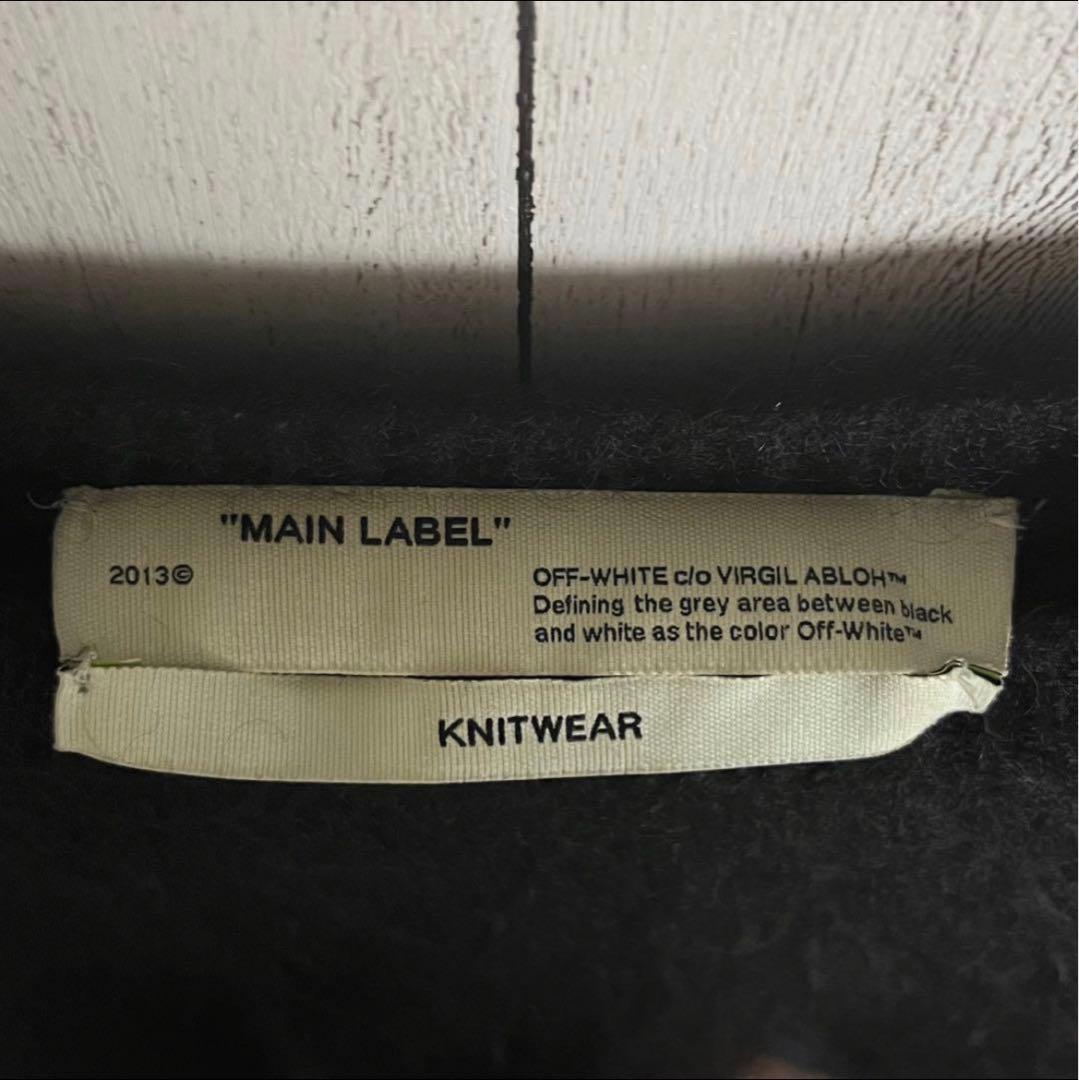 "MAIN LABEL"
2013©
OFF-WHITE c/o VIRGIL ABLOH™
Defining the grey area between black
and white as the color Off-White™
KNITWEAR